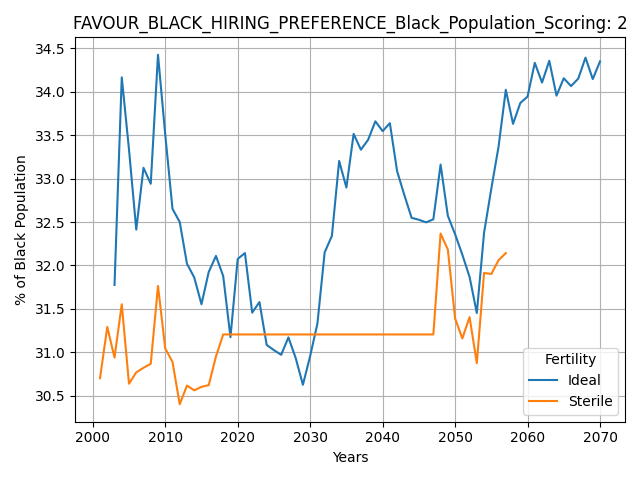 FAVOUR_BLACK_HIRING_PREFERENCE_Black_Population_Scoring: 2
% of Black Population
34.5
34.0
33.5
33.0
32.5
32.0
31.5
31.0
30.5
2000 2010 2020 2030 2040 2050 2060 2070
Years
Fertility
Ideal
Sterile